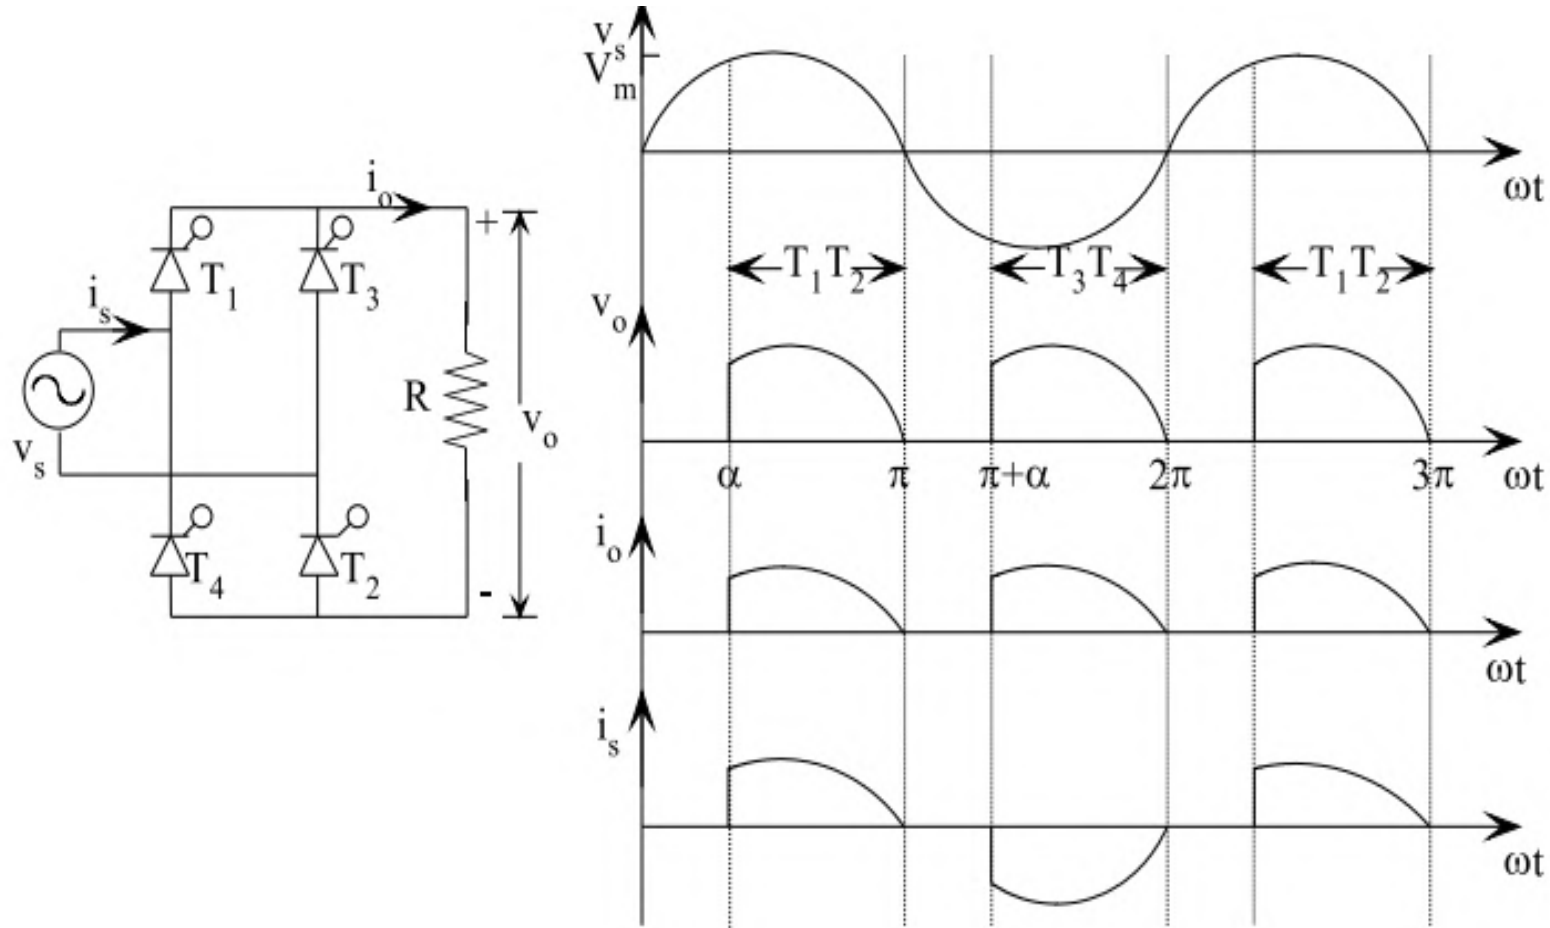 i_o
+
T_1
T_3
i_s
R
v_o
v_s
T_4
T_2
-
v_s
V_m
ωt
T_1T_2
T_3T_4
T_1T_2
v_o
α
π
π+α
2π
3π
ωt
i_o
ωt
i_s
ωt